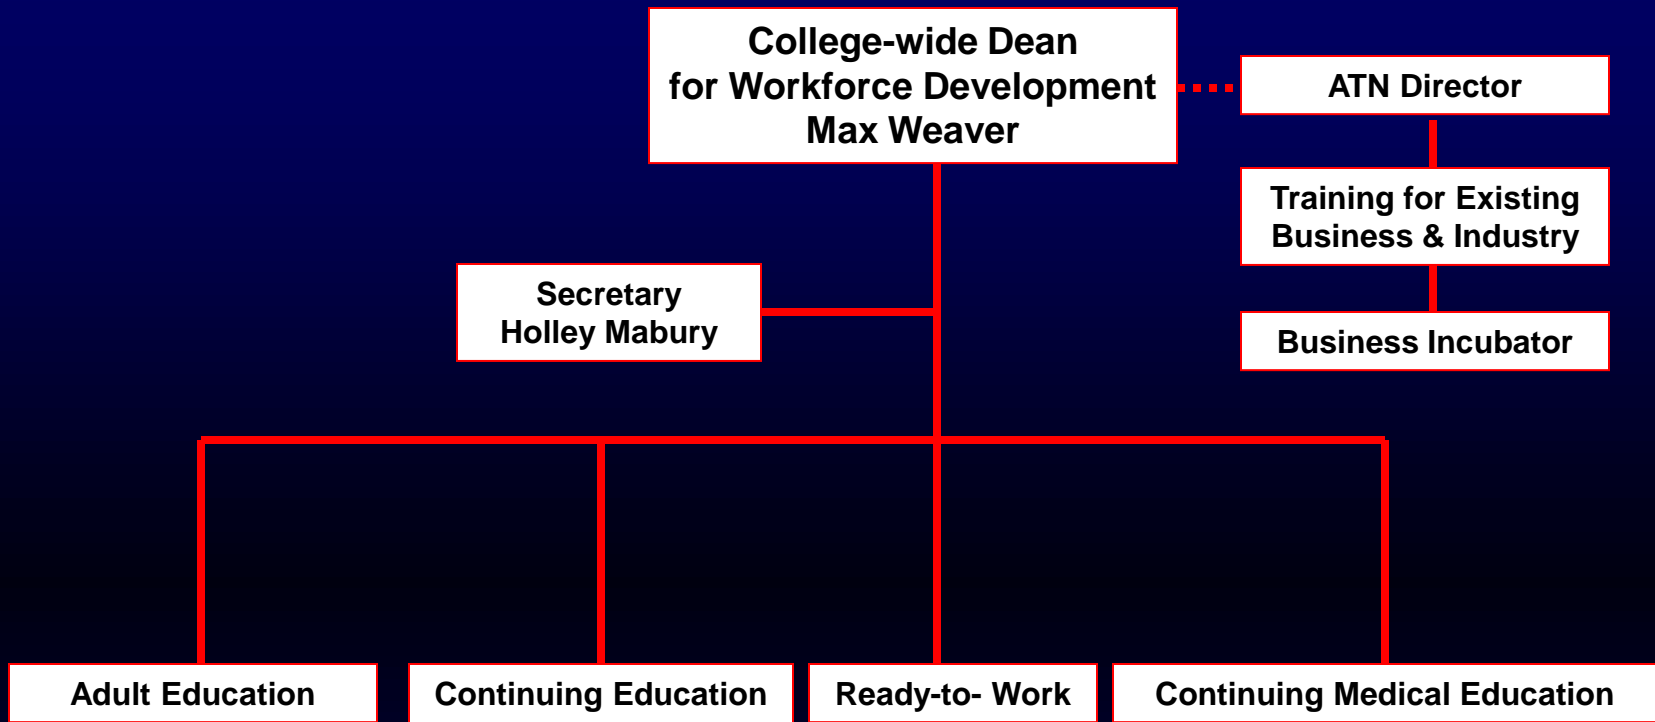 College-wide Dean
for Workforce Development
Max Weaver
ATN Director
Training for Existing
Business & Industry
Secretary
Holley Mabury
Business Incubator
Adult Education
Continuing Education
Ready-to- Work
Continuing Medical Education